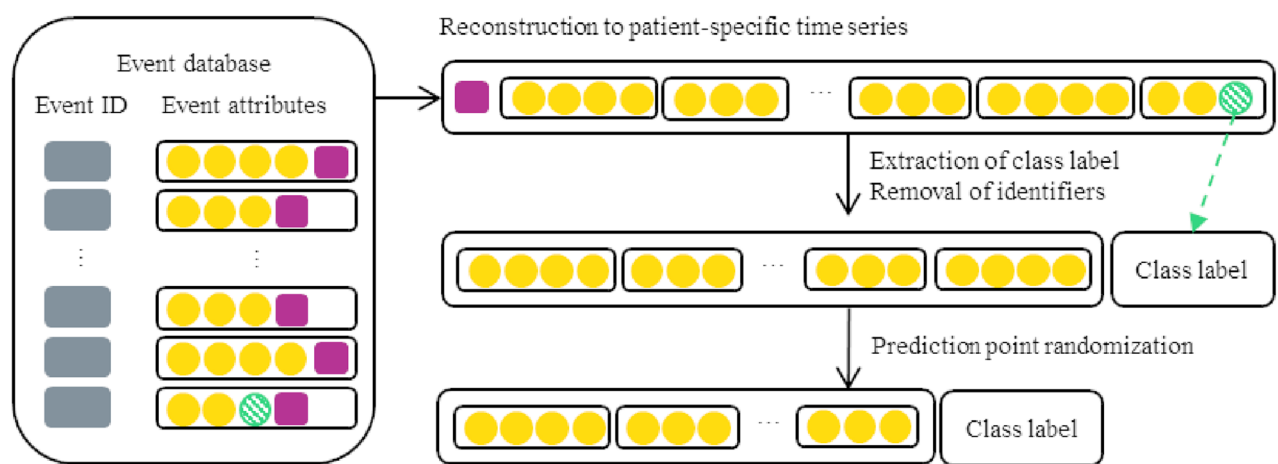 Reconstruction to patient-specific time series
Event database
Event ID
Event attributes
...
...
...
Extraction of class label
Removal of identifiers
...
Class label
Prediction point randomization
...
Class label